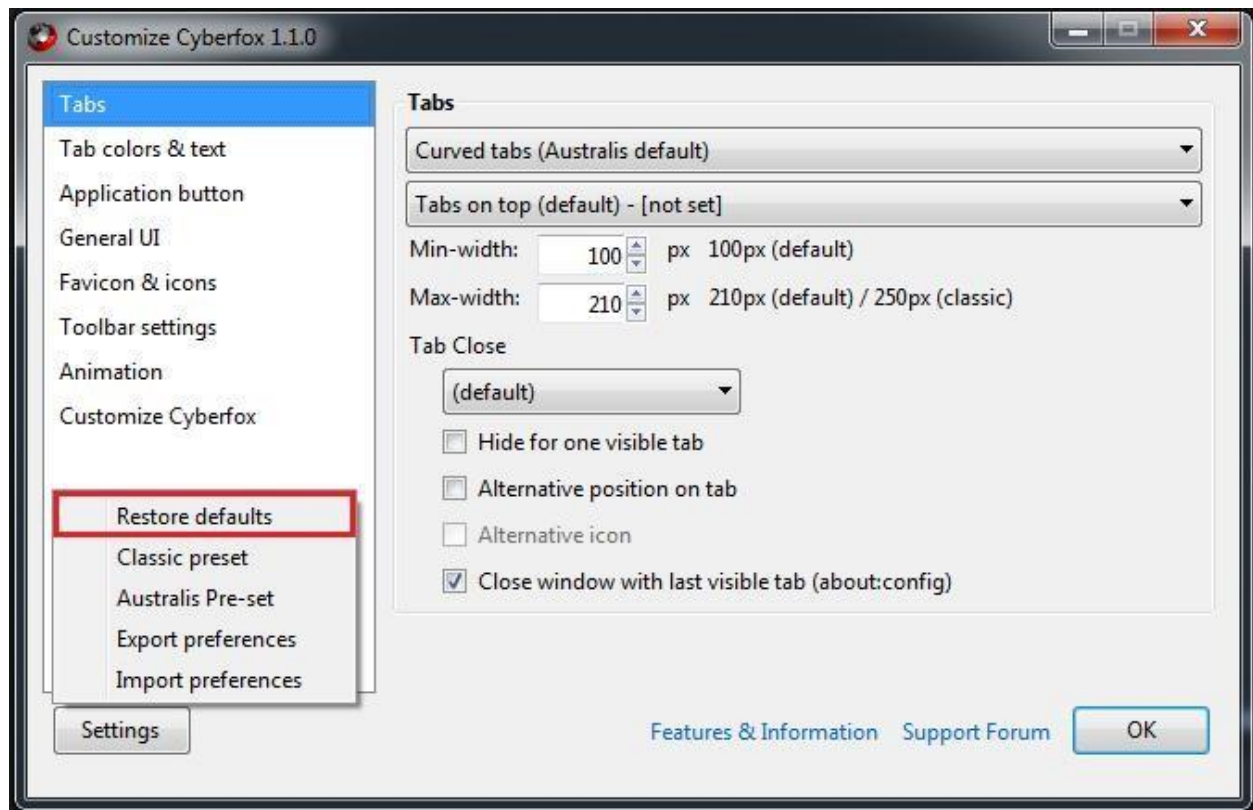 Customize Cyberfox 1.1.0
Tabs
Tab colors & text
Application button
General UI
Favicon & icons
Toolbar settings
Animation
Customize Cyberfox
Restore defaults
Classic preset
Australis Pre-set
Export preferences
Import preferences
Settings
Tabs
Curved tabs (Australis default)
Tabs on top (default) - [not set]
Min-width: 100 px 100px (default)
Max-width: 210 px 210px (default) / 250px (classic)
Tab Close
(default)
Hide for one visible tab
Alternative position on tab
Alternative icon
Close window with last visible tab (about:config)
Features & Information Support Forum OK